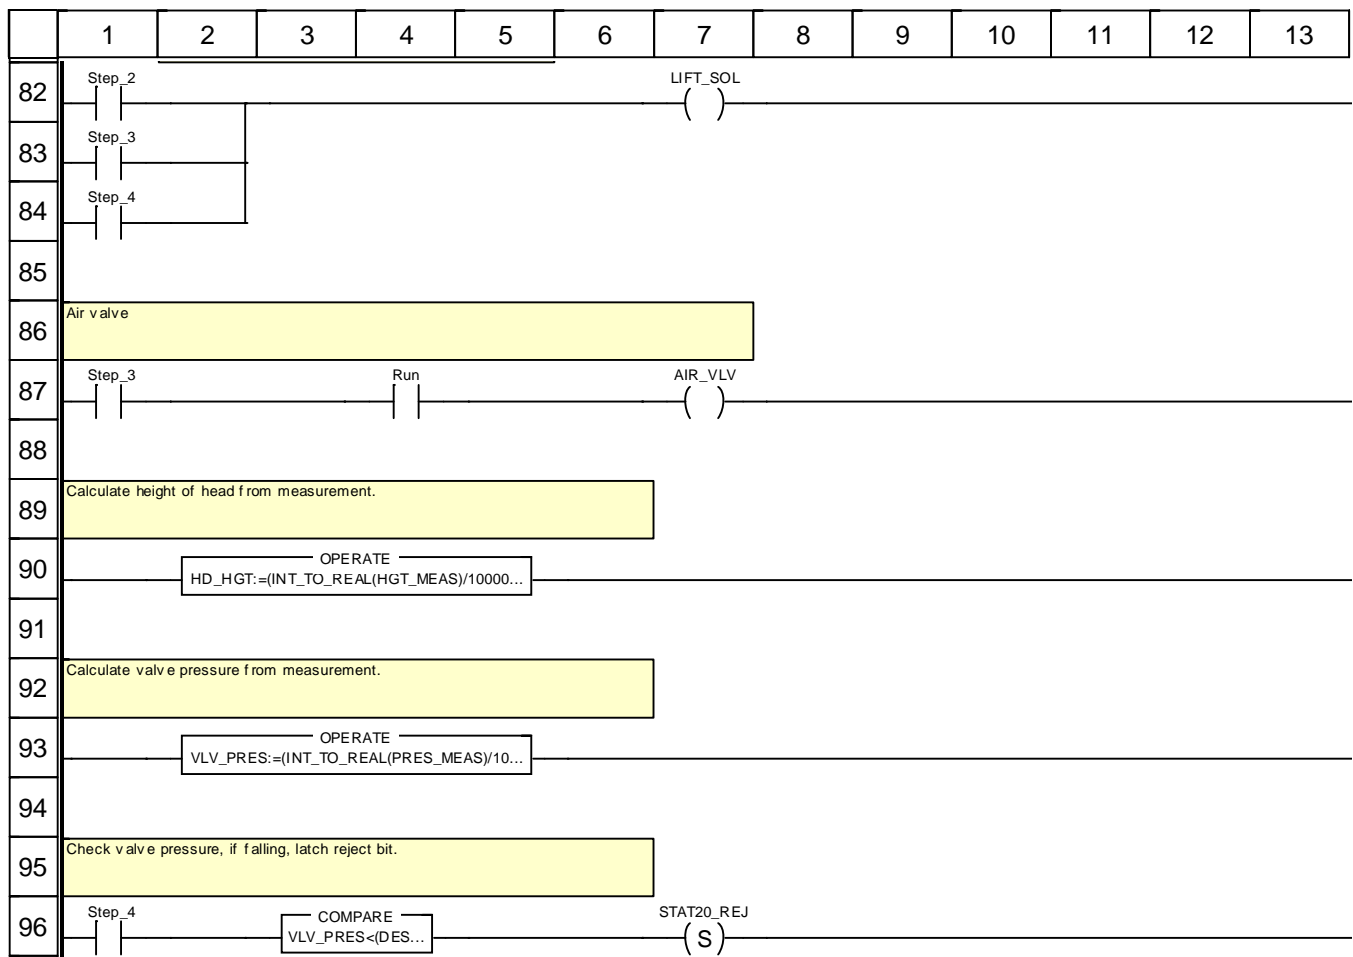 1 2 3 4 5 6 7 8 9 10 11 12 13
Step_2 LIFT_SOL
82
Step_3
83
Step_4
84
85
Air valve
86
Step_3 Run AIR_VLV
87
88
Calculate height of head from measurement.
89
OPERATE
90 HD_HGT:=(INT_TO_REAL(HGT_MEAS)/10000...
91
Calculate valve pressure from measurement.
92
OPERATE
93 VLV_PRES:=(INT_TO_REAL(PRES_MEAS)/10...
94
Check valve pressure, if falling, latch reject bit.
95
Step_4 COMPARE STAT20_REJ
96 VLV_PRES<(DES... S